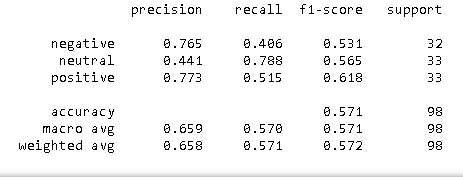 precision recall f1-score support
negative 0.765 0.406 0.531 32
neutral 0.441 0.788 0.565 33
positive 0.773 0.515 0.618 33
accuracy 0.571 98
macro avg 0.659 0.570 0.571 98
weighted avg 0.658 0.571 0.572 98